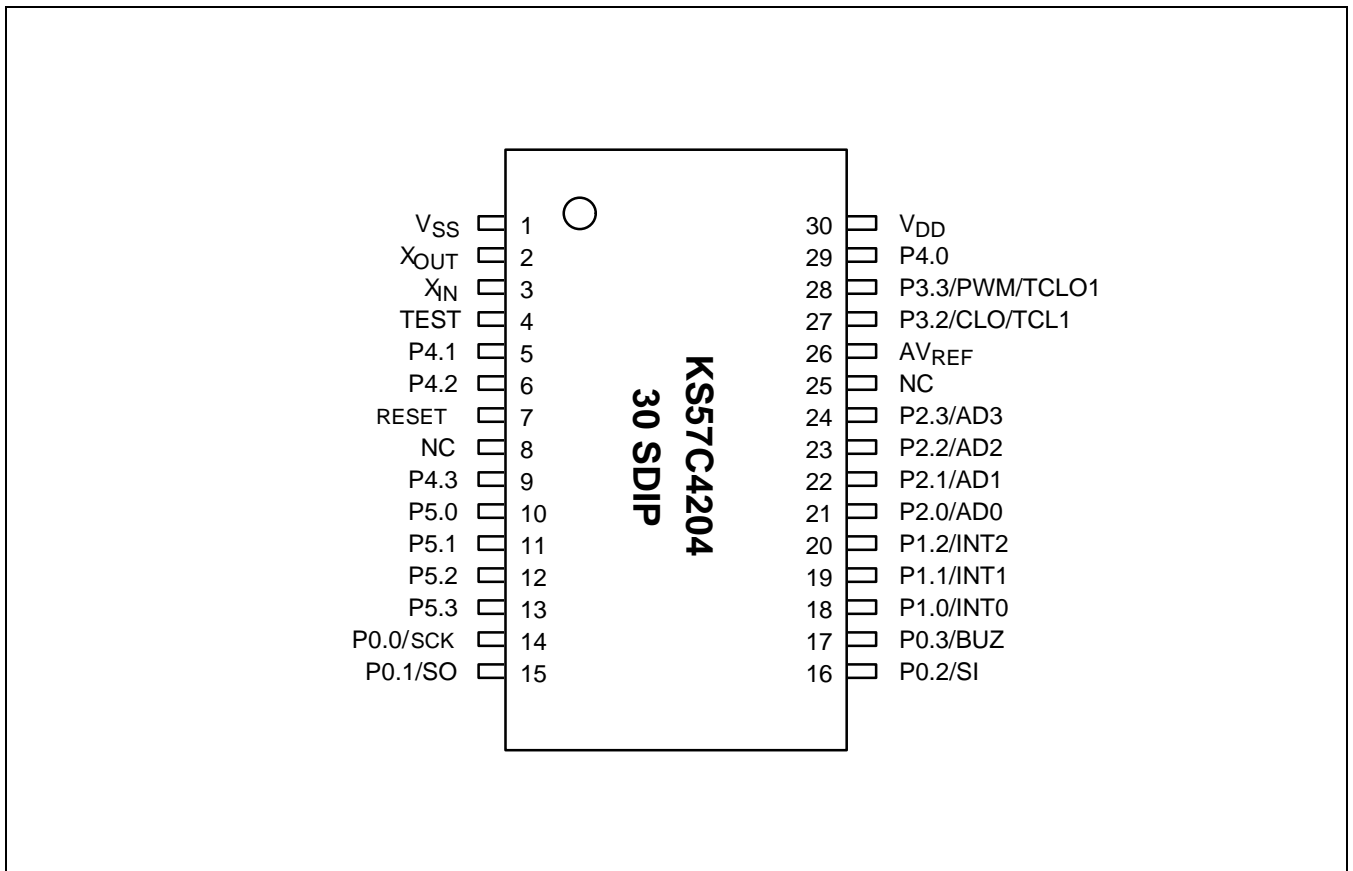 VSS 1
XOUT 2
XIN 3
TEST 4
P4.1 5
P4.2 6
RESET 7
NC 8
P4.3 9
P5.0 10
P5.1 11
P5.2 12
P5.3 13
P0.0/SCK 14
P0.1/SO 15
KS57C4204
30 SDIP
30 VDD
29 P4.0
28 P3.3/PWM/TCLO1
27 P3.2/CLO/TCL1
26 AVREF
25 NC
24 P2.3/AD3
23 P2.2/AD2
22 P2.1/AD1
21 P2.0/AD0
20 P1.2/INT2
19 P1.1/INT1
18 P1.0/INT0
17 P0.3/BUZ
16 P0.2/SI